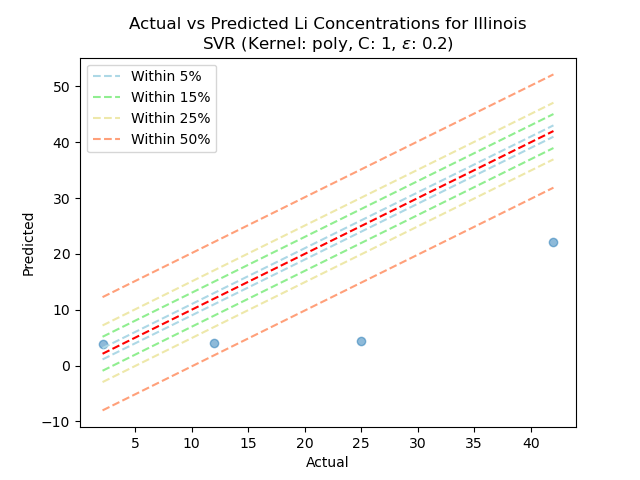 Actual vs Predicted Li Concentrations for Illinois
SVR (Kernel: poly, C: 1, ε: 0.2)
Within 5%
Within 15%
Within 25%
Within 50%
50
40
30
20
10
0
−10
Predicted
5
10
15
20
25
30
35
40
Actual